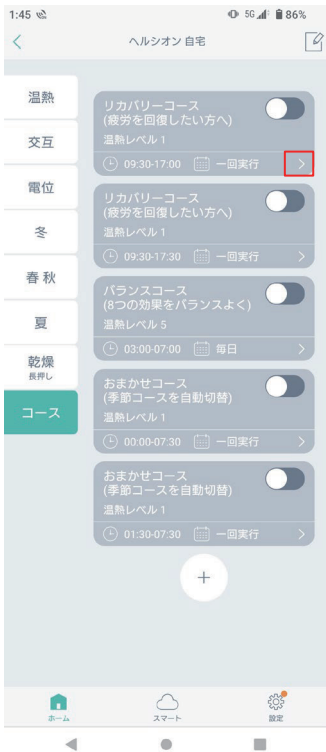 1:45 5G 86%
ヘルシオン 自宅
温熱
交互
電位
冬
春 秋
夏
乾燥
長押し
コース
リカバリーコース
(疲労を回復したい方へ)
温熱レベル 1
09:30-17:00 一回実行
リカバリーコース
(疲労を回復したい方へ)
温熱レベル 1
09:30-17:30 一回実行
バランスコース
(8つの効果をバランスよく)
温熱レベル 5
03:00-07:00 毎日
おまかせコース
(季節コースを自動切替)
温熱レベル 1
00:00-07:30 一回実行
おまかせコース
(季節コースを自動切替)
温熱レベル 1
01:30-07:30 一回実行
+
ホーム スマート 設定